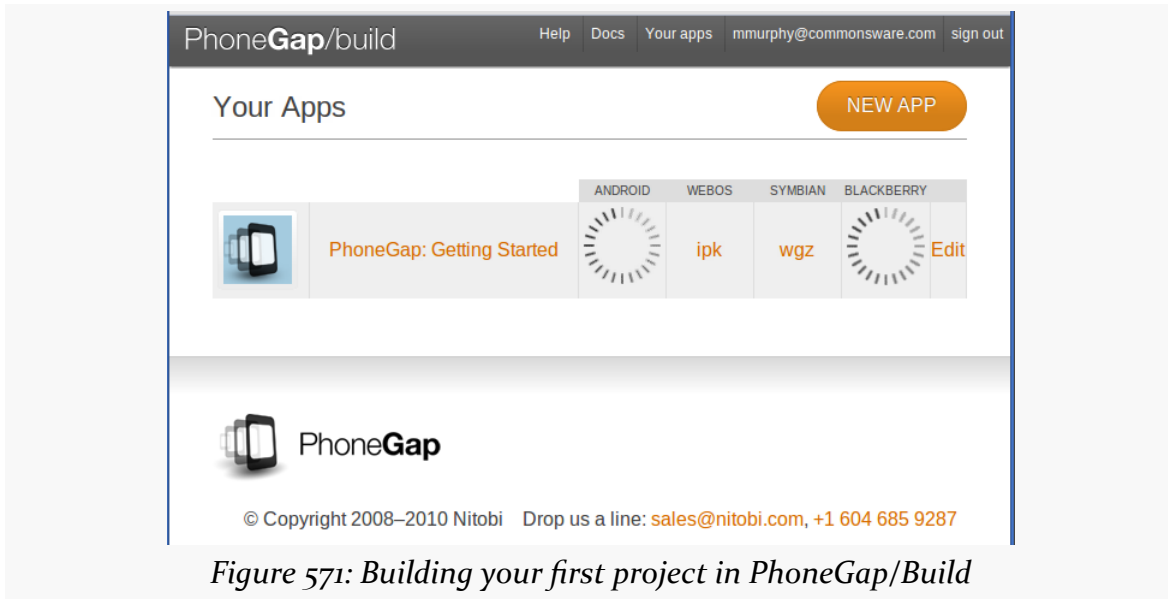 PhoneGap/build Help Docs Your apps mmurphy@commonsware.com sign out
Your Apps NEW APP
ANDROID WEBOS SYMBIAN BLACKBERRY
PhoneGap: Getting Started ipk wgz Edit
PhoneGap
© Copyright 2008–2010 Nitobi Drop us a line: sales@nitobi.com, +1 604 685 9287
Figure 571: Building your first project in PhoneGap/Build